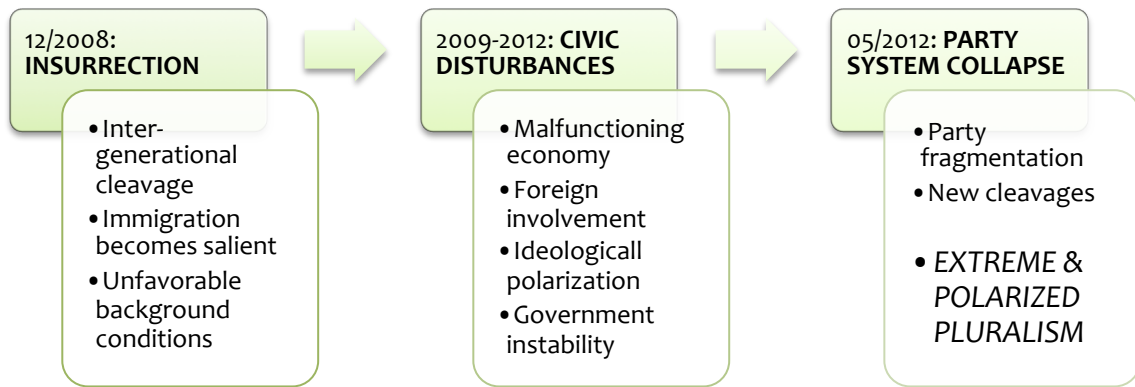 12/2008:
INSURRECTION
• Inter-
generational
cleavage
• Immigration
becomes salient
• Unfavorable
background
conditions
2009-2012: CIVIC
DISTURBANCES
• Malfunctioning
economy
• Foreign
involvement
• Ideologicall
polarization
• Government
instability
05/2012: PARTY
SYSTEM COLLAPSE
• Party
fragmentation
• New cleavages
• EXTREME &
POLARIZED
PLURALISM